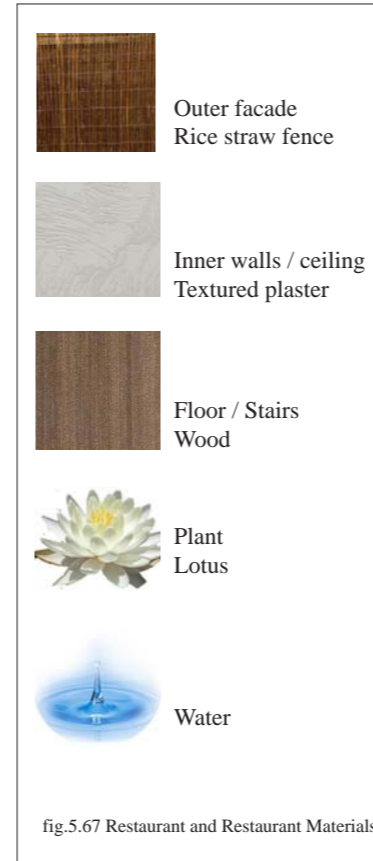 Outer facade
Rice straw fence
Inner walls / ceiling
Textured plaster
Floor / Stairs
Wood
Plant
Lotus
Water
fig.5.67 Restaurant and Restaurant Materials